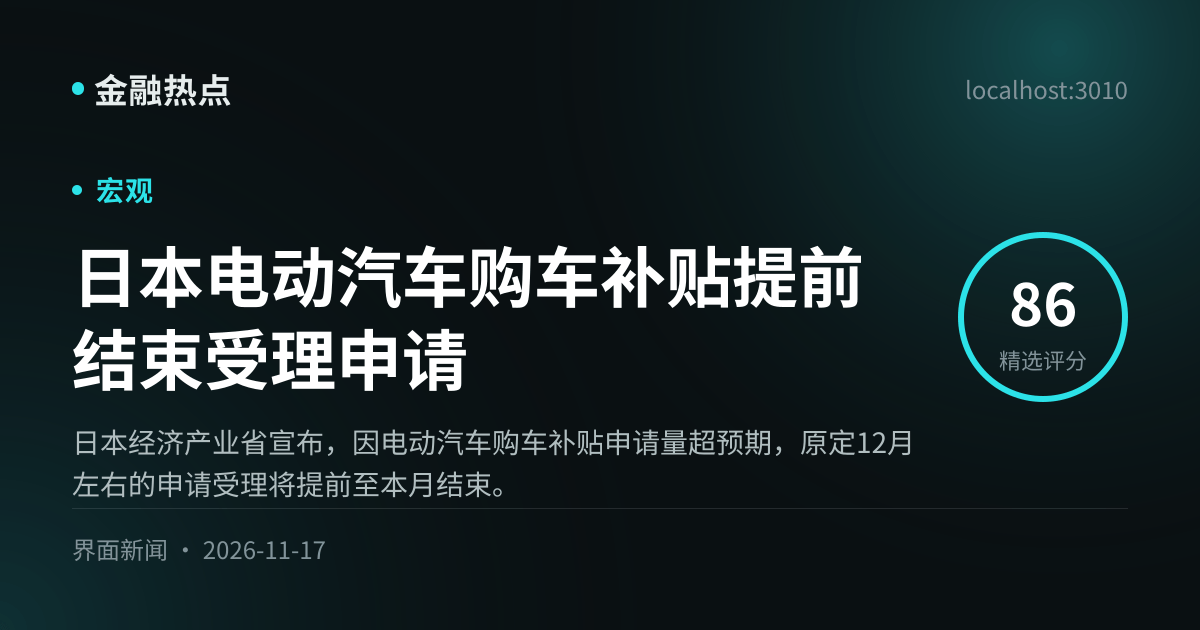 金融热点
localhost:3010
宏观
日本电动汽车购车补贴提前
结束受理申请
86
精选评分
日本经济产业省宣布，因电动汽车购车补贴申请量超预期，原定12月
左右的申请受理将提前至本月结束。
界面新闻 • 2026-11-17